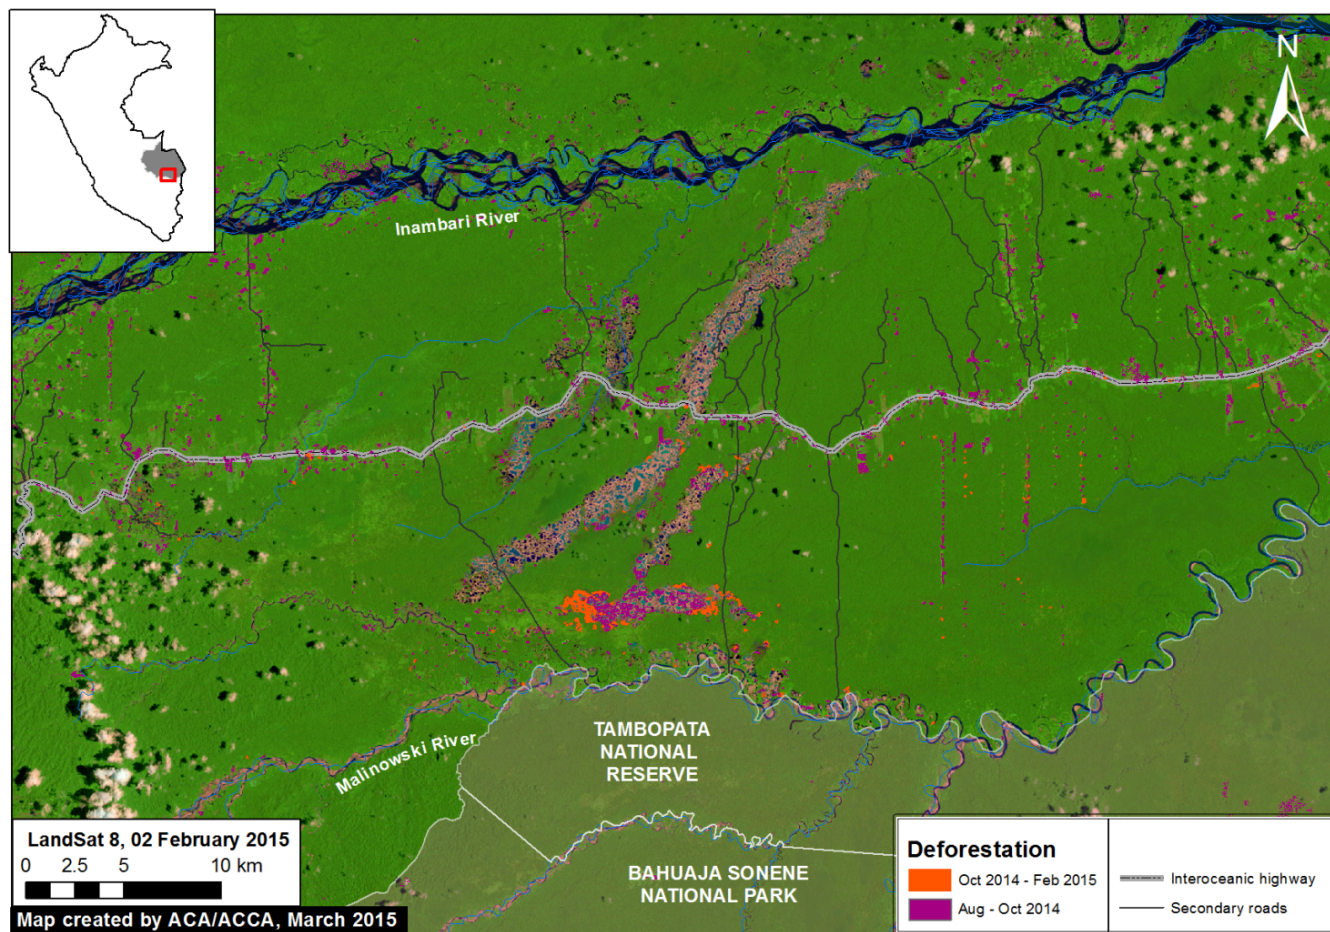 N
Inambari River
Malinowski River
TAMBOPATA
NATIONAL
RESERVE
BAHUAJA SONENE
NATIONAL PARK
LandSat 8, 02 February 2015
0 2.5 5 10 km
Map created by ACA/ACCA, March 2015
Deforestation
Oct 2014 - Feb 2015
Aug - Oct 2014
Interoceanic highway
Secondary roads